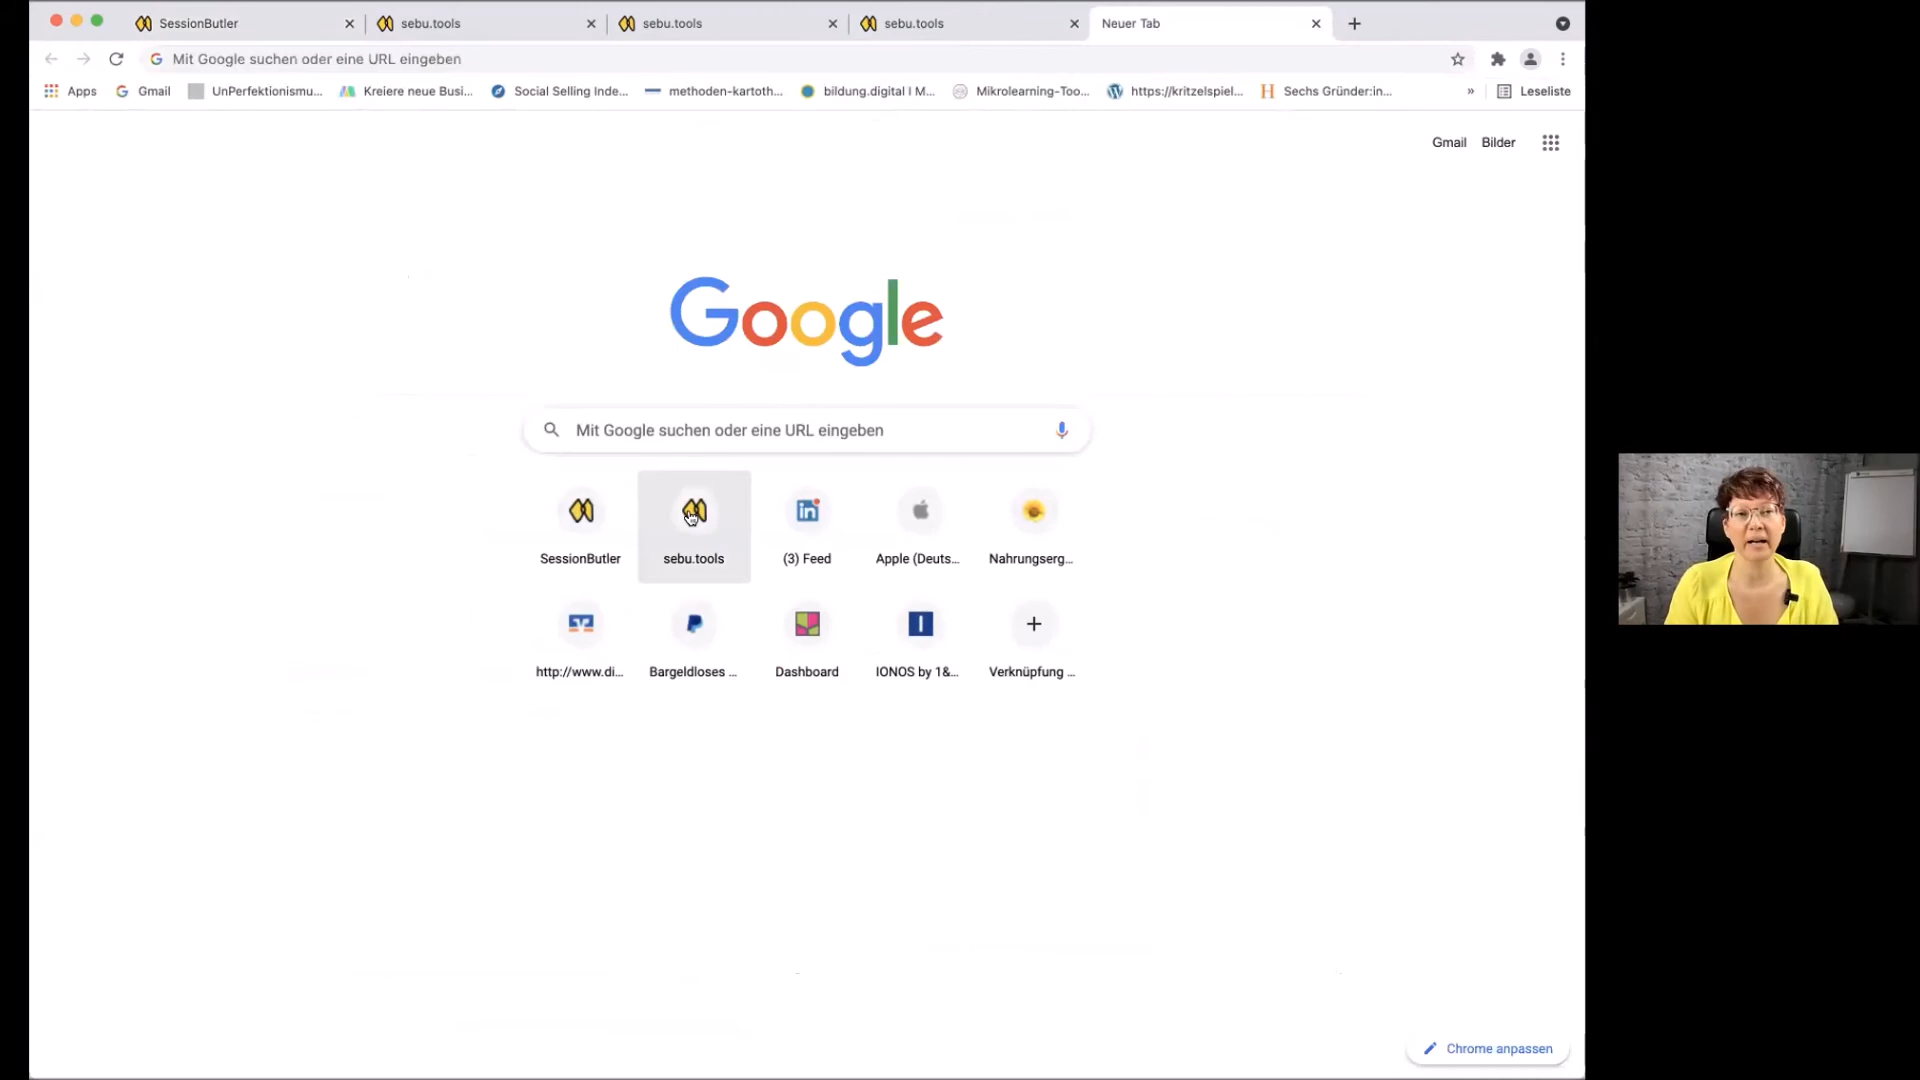 SessionButler
sebu.tools
sebu.tools
sebu.tools
Neuer Tab
Mit Google suchen oder eine URL eingeben
Apps
Gmail
UnPerfektionismu...
Kreiere neue Busi...
Social Selling Inde...
methoden-kartoth...
bildung.digital I M...
Mikrolearning-Too...
https://kritzelspiel...
Sechs Gründer:in...
»
Leseliste
Gmail
Bilder
Google
Mit Google suchen oder eine URL eingeben
SessionButler
sebu.tools
(3) Feed
Apple (Deuts...
Nahrungserg...
http://www.di...
Bargeldloses ...
Dashboard
IONOS by 1&...
Verknüpfung ...
Chrome anpassen